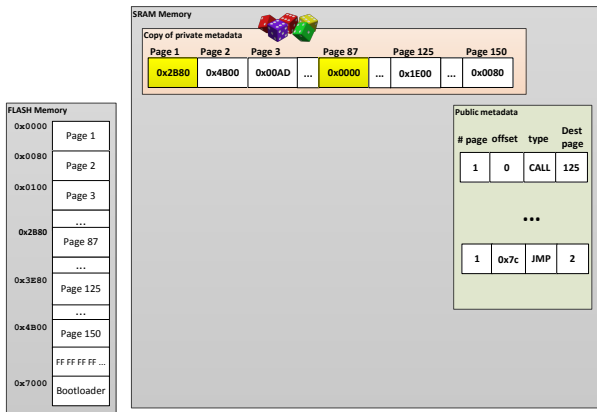 SRAM Memory
Copy of private metadata
Page 1 Page 2 Page 3 Page 87 Page 125 Page 150
0x2B80 0x4B00 0x00AD ... 0x0000 ... 0x1E00 ... 0x0080
FLASH Memory
0x0000 Page 1
0x0080 Page 2
0x0100 Page 3
...
0x2B80 Page 87
...
0x3E80 Page 125
...
0x4B00 Page 150
FF FF FF FF ...
0x7000 Bootloader
Public metadata
# page offset type Dest page
1 0 CALL 125
...
1 0x7c JMP 2